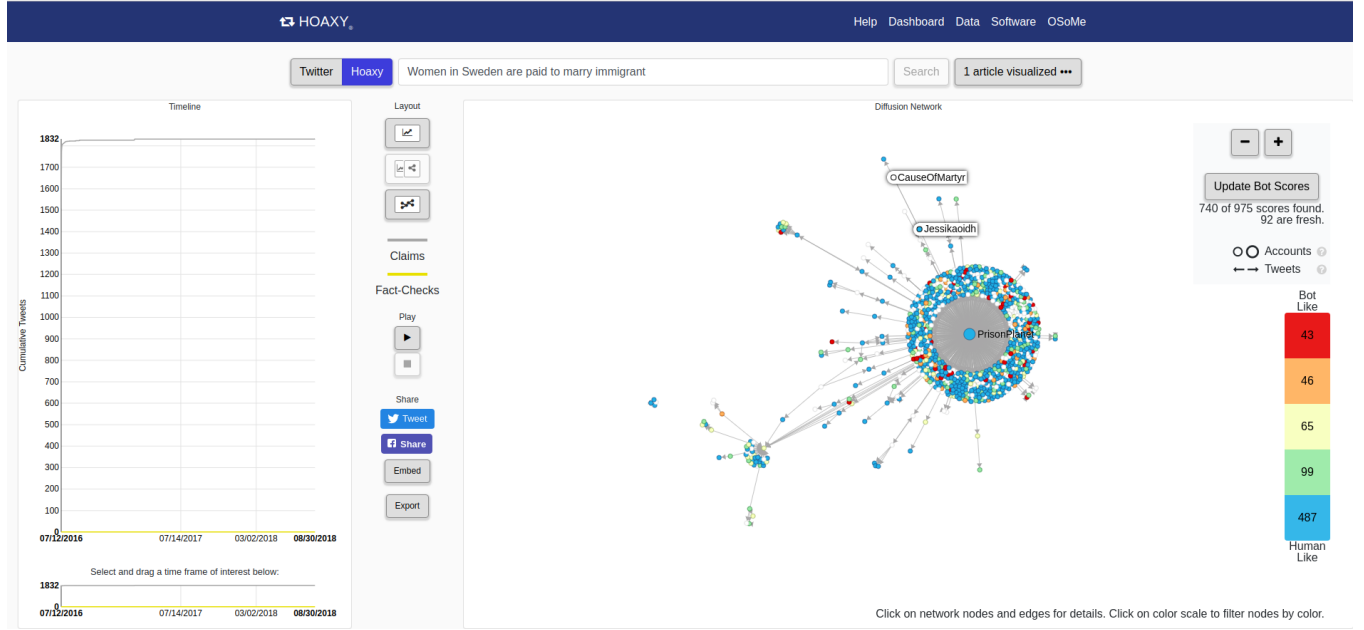 HOAXY®
Help Dashboard Data Software OSoMe
Twitter Hoaxy Women in Sweden are paid to marry immigrant Search 1 article visualized •••
Timeline
1832
1700
1600
1500
1400
1300
1200
1100
1000
900
800
700
600
500
400
300
200
100
0
Cumulative Tweets
07/12/2016 07/14/2017 03/02/2018 08/30/2018
Select and drag a time frame of interest below:
1832
0
07/12/2016 07/14/2017 03/02/2018 08/30/2018
Layout
Claims
Fact-Checks
Play
Share
Tweet
Share
Embed
Export
Diffusion Network
CauseOfMartyr
Jessikaoidh
PrisonPlanet
Update Bot Scores
740 of 975 scores found.
92 are fresh.
Accounts ?
Tweets ?
Bot
Like
43
46
65
99
487
Human
Like
Click on network nodes and edges for details. Click on color scale to filter nodes by color.